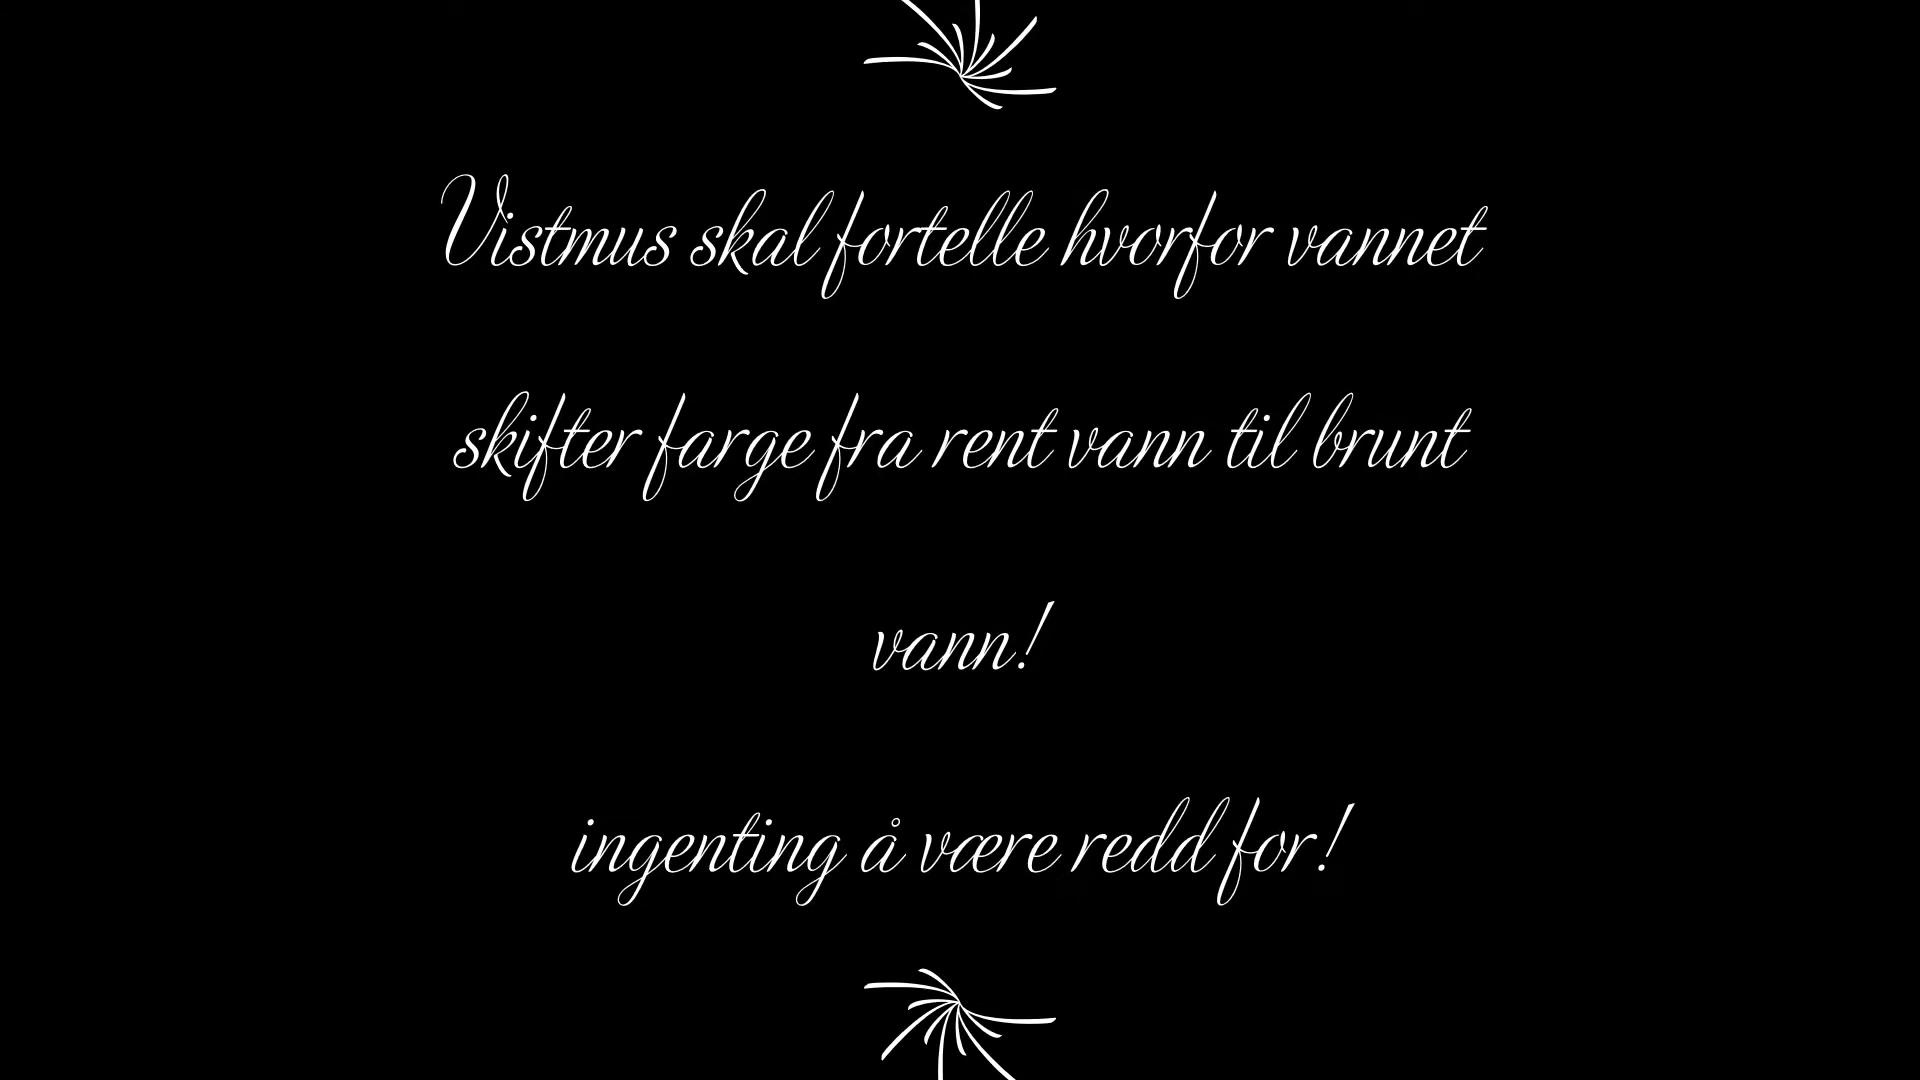 Vistmus skal fortelle hvorfor vannet
skifter farge fra rent vann til brunt
vann!
ingenting å være redd for!